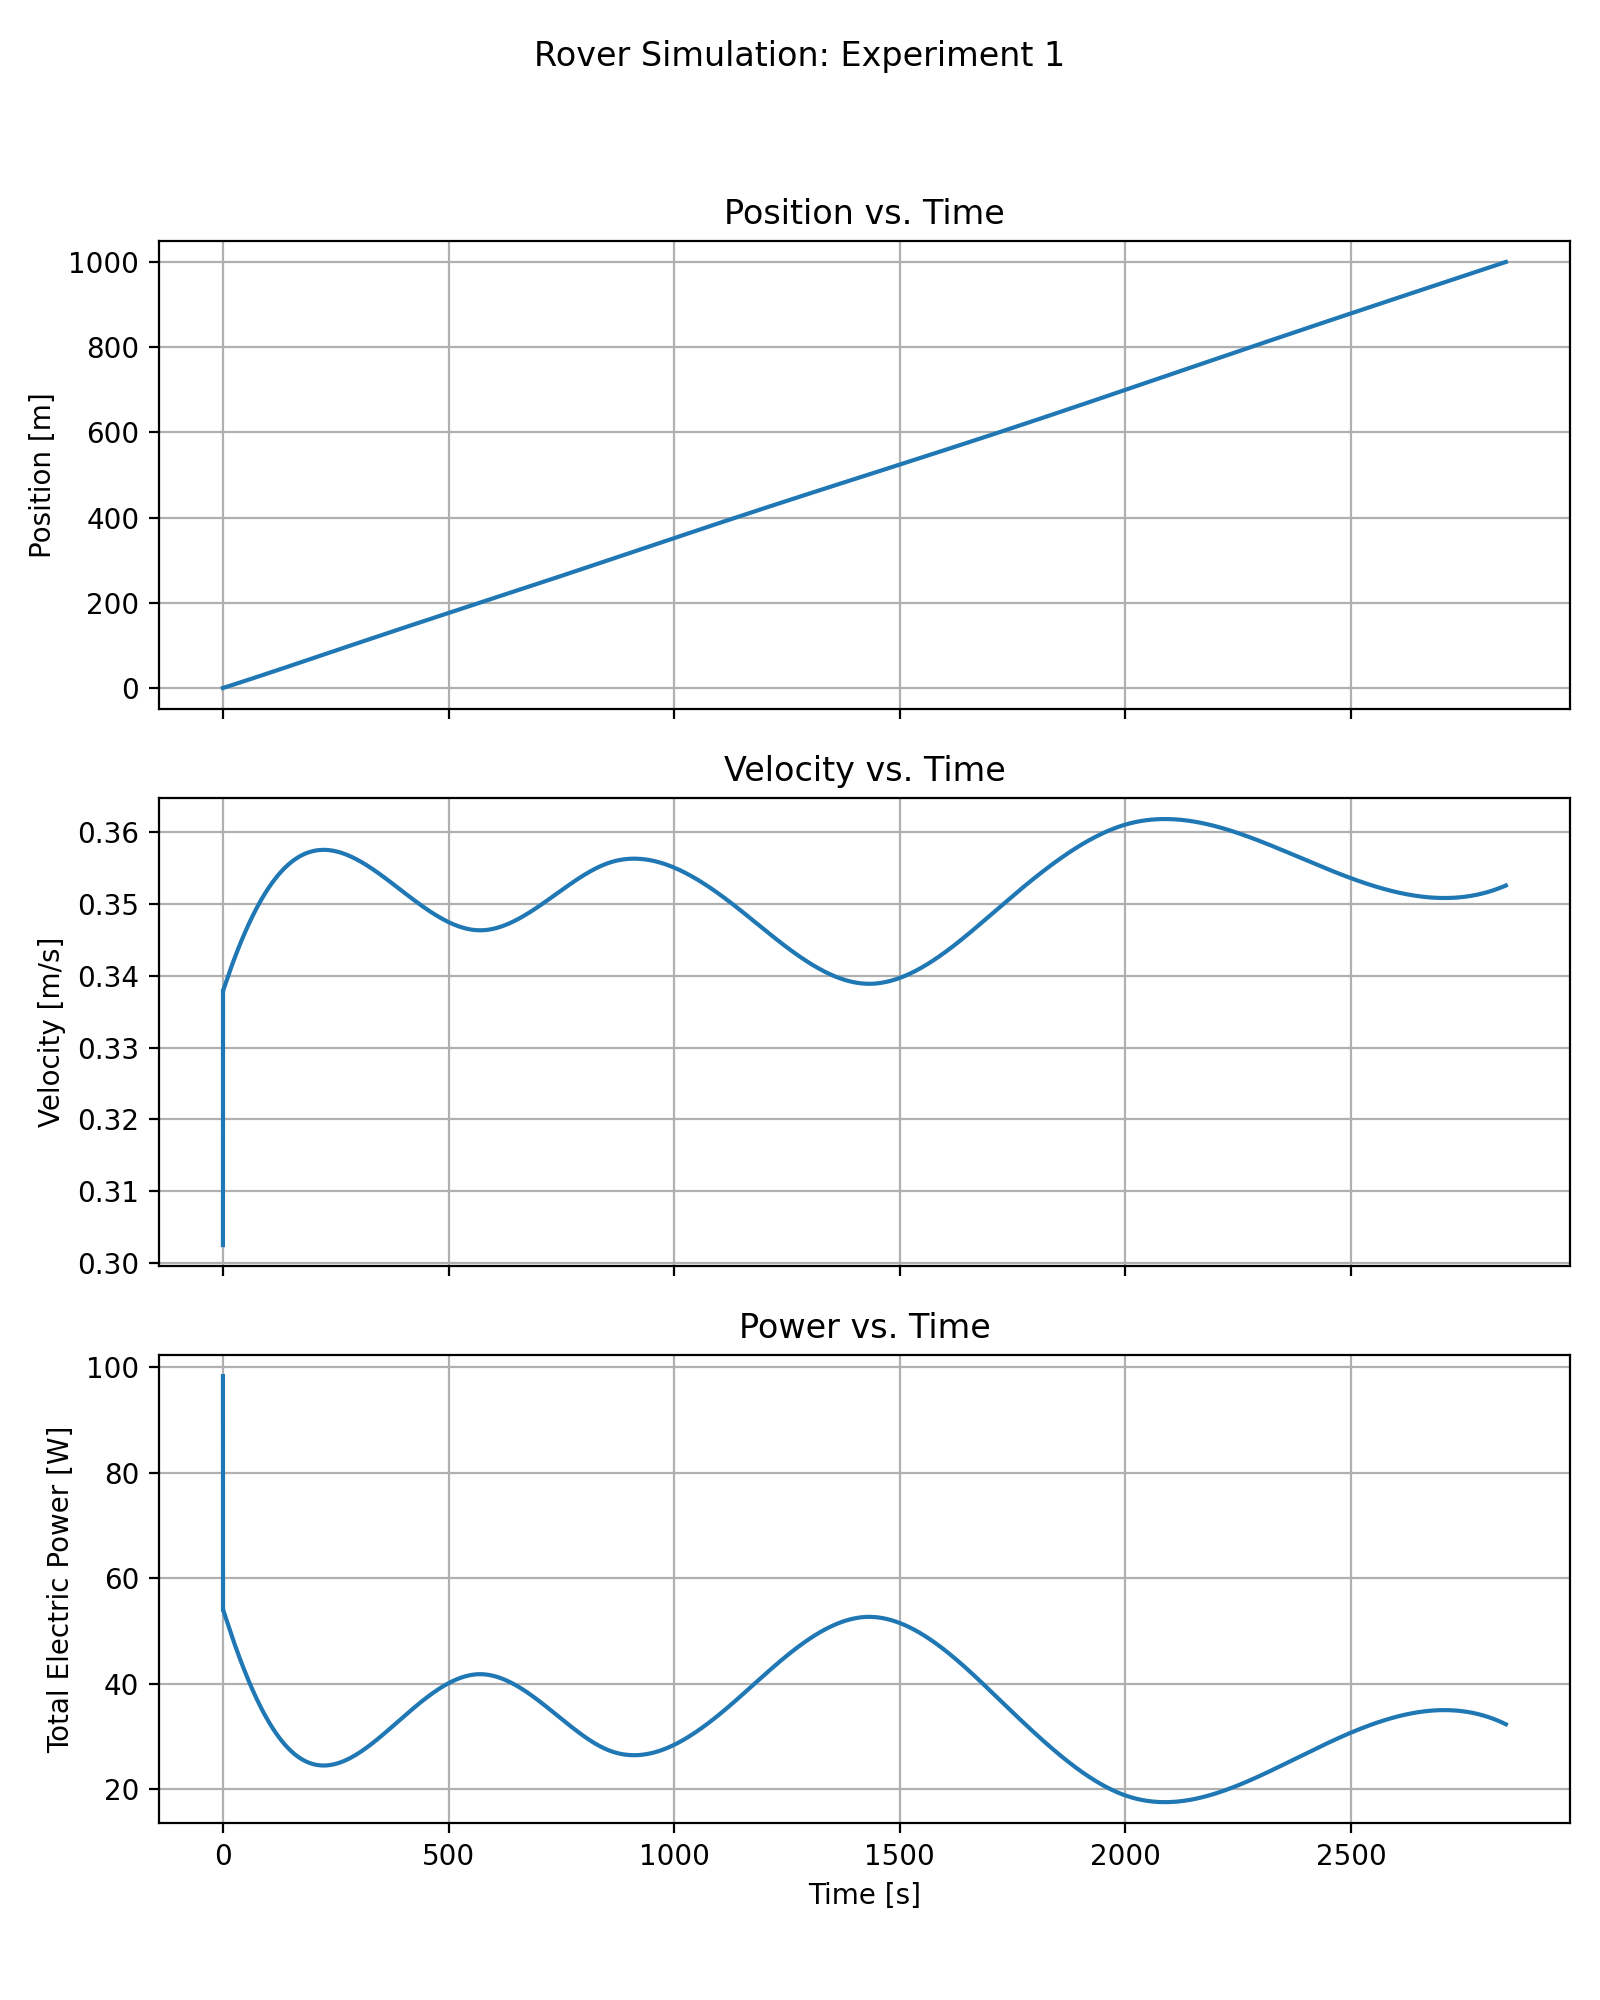 Rover Simulation: Experiment 1
Position vs. Time
1000
800
600
400
200
0
Position [m]
Velocity vs. Time
0.36
0.35
0.34
0.33
0.32
0.31
0.30
Velocity [m/s]
Power vs. Time
100
80
60
40
20
Total Electric Power [W]
0 500 1000 1500 2000 2500
Time [s]